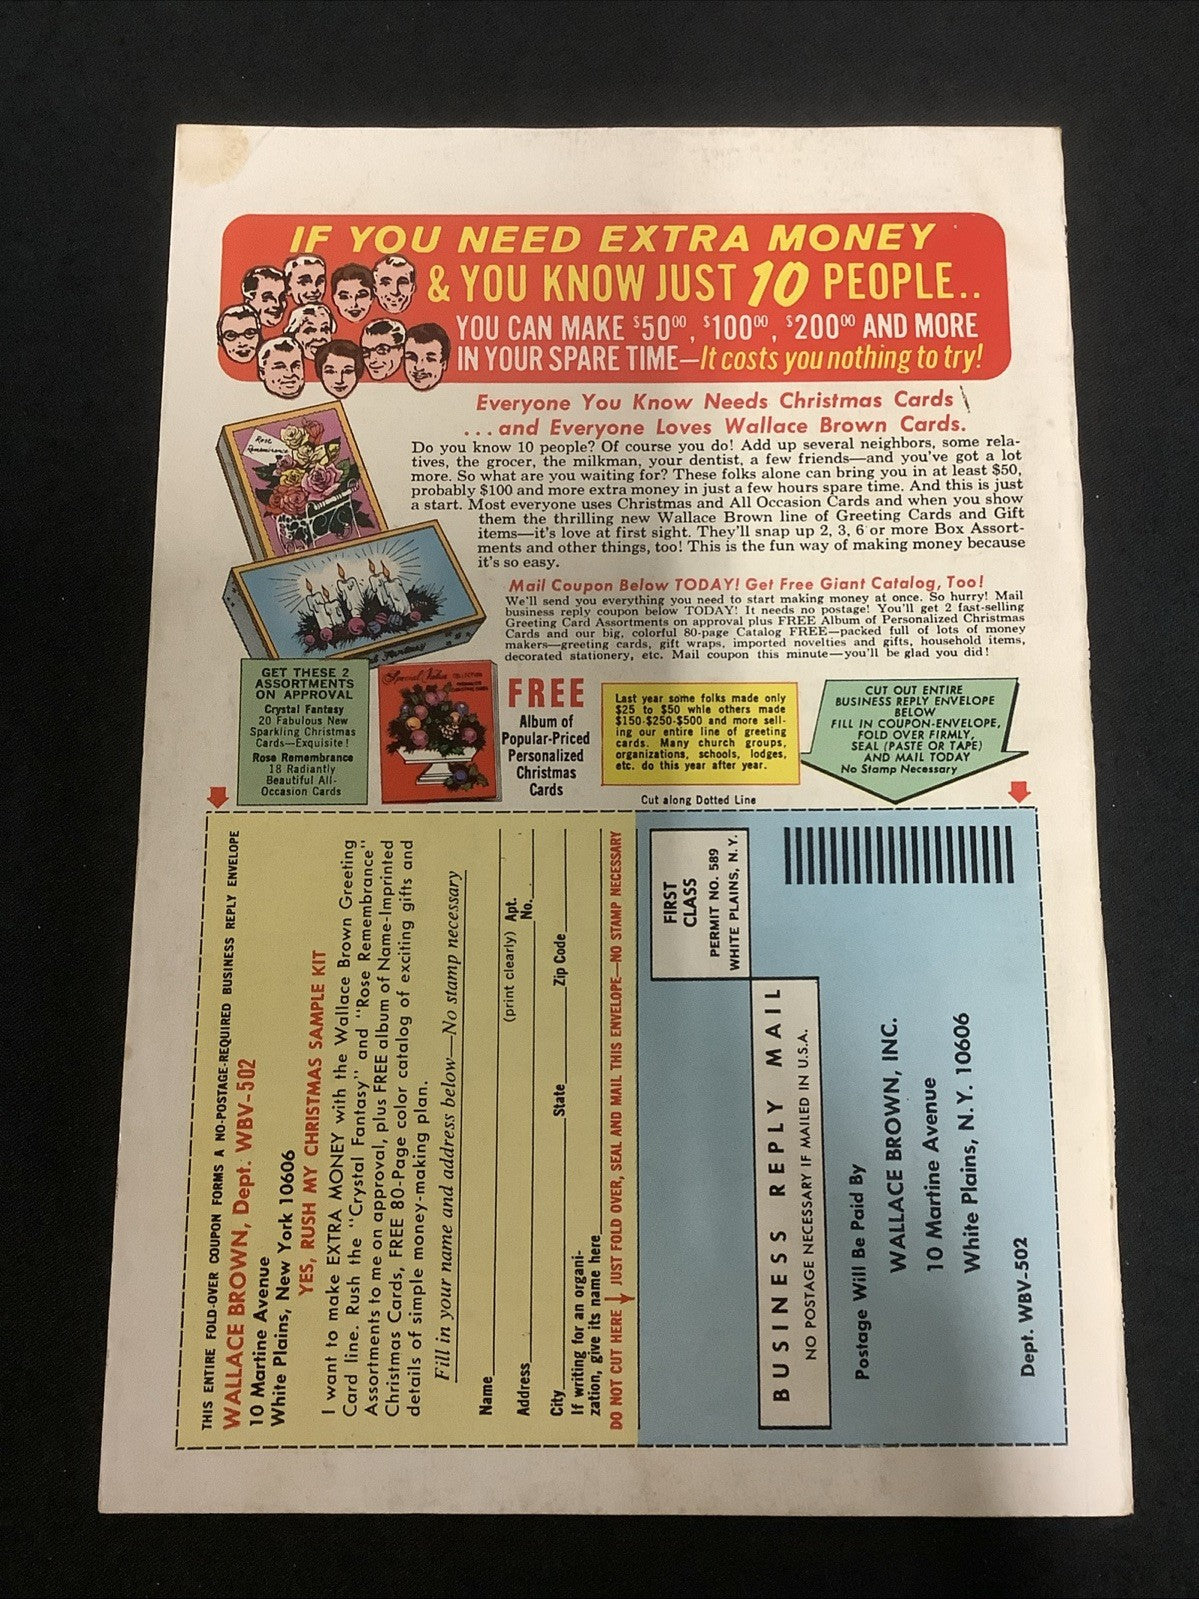 IF YOU NEED EXTRA MONEY
& YOU KNOW JUST 10 PEOPLE..
YOU CAN MAKE $50.00, $100.00, $200.00 AND MORE
IN YOUR SPARE TIME—It costs you nothing to try!
Everyone You Know Needs Christmas Cards
...and Everyone Loves Wallace Brown Cards.
Do you know 10 people? Of course you do! Add up several neighbors, some rela-
tives, the grocer, the milkman, your dentist, a few friends—and you've got a lot
more. So what are you waiting for? These folks alone can bring you in at least $50,
probably $100 and more extra money in just a few hours spare time. And this is just
a start. Most everyone uses Christmas and All Occasion Cards and when you show
them the thrilling new Wallace Brown line of Greeting Cards and Gift
items—it's love at first sight. They'll snap up 2, 3, 6 or more Box Assort-
ments and other things, too! This is the fun way of making money because
it's so easy.
Rose
Remembrance
Mail Coupon Below TODAY! Get Free Giant Catalog, Too!
We'll send you everything you need to start making money at once. So hurry! Mail
business reply coupon below TODAY! It needs no postage! You'll get 2 fast-selling
Greeting Card Assortments on approval plus FREE Album of Personalized Christmas
Cards and our big, colorful 80-page Catalog FREE—packed full of lots of money
makers—greeting cards, gift wraps, imported novelties and gifts, household items,
decorated stationery, etc. Mail coupon this minute—you'll be glad you did!
GET THESE 2
ASSORTMENTS
ON APPROVAL
Crystal Fantasy
20 Fabulous New
Sparkling Christmas
Cards—Exquisite!
Rose Remembrance
18 Radiantly
Beautiful All-
Occasion Cards
Special Value COLLECTION
FREE
Album of
Popular-Priced
Personalized
Christmas
Cards
Last year some folks made only
$25 to $50 whle others made
$150-$250-$500 and more sell-
ing our entire line of greeting
cards. Many church groups,
organizations, schools, lodges,
etc. do this year after year.
CUT OUT ENTIRE
BUSINESS REPLY ENVELOPE
BELOW
FILL IN COUPON-ENVELOPE,
FOLD OVER FIRMLY,
SEAL (PASTE OR TAPE)
AND MAIL TODAY
No Stamp Necessary
Cut along Dotted Line
THIS ENTIRE FOLD-OVER COUPON FORMS A NO-POSTAGE-REQUIRED BUSINESS REPLY ENVELOPE
WALLACE BROWN, Dept. WBV-502
10 Martine Avenue
White Plains, New York 10606
YES, RUSH MY CHRISTMAS SAMPLE KIT
I want to make EXTRA MONEY with the Wallace Brown Greeting
Card line. Rush the "Crystal Fantasy" and "Rose Remembrance"
Assortments to me on approval, plus FREE album of Name-Imprinted
Christmas Cards, FREE 80-Page color catalog of exciting gifts and
details of simple money-making plan.
Fill in your name and address below—No stamp necessary
Name
(print clearly)
Address Apt. No.
City State Zip Code
If writing for an organi-
zation, give its name here
DO NOT CUT HERE JUST FOLD OVER, SEAL AND MAIL THIS ENVELOPE—NO STAMP NECESSARY
FIRST
CLASS
PERMIT NO. 589
WHITE PLAINS, N. Y.
BUSINESS REPLY MAIL
NO POSTAGE NECESSARY IF MAILED IN U.S.A.
Postage Will Be Paid By
WALLACE BROWN, INC.
10 Martine Avenue
White Plains, N. Y. 10606
Dept. WBV-502